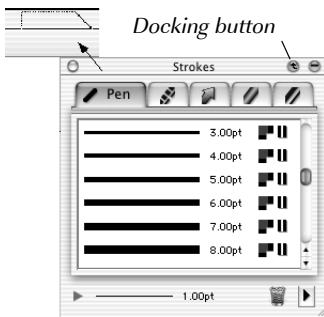 Docking button
Strokes
Pen
3.00pt
4.00pt
5.00pt
6.00pt
7.00pt
8.00pt
1.00pt